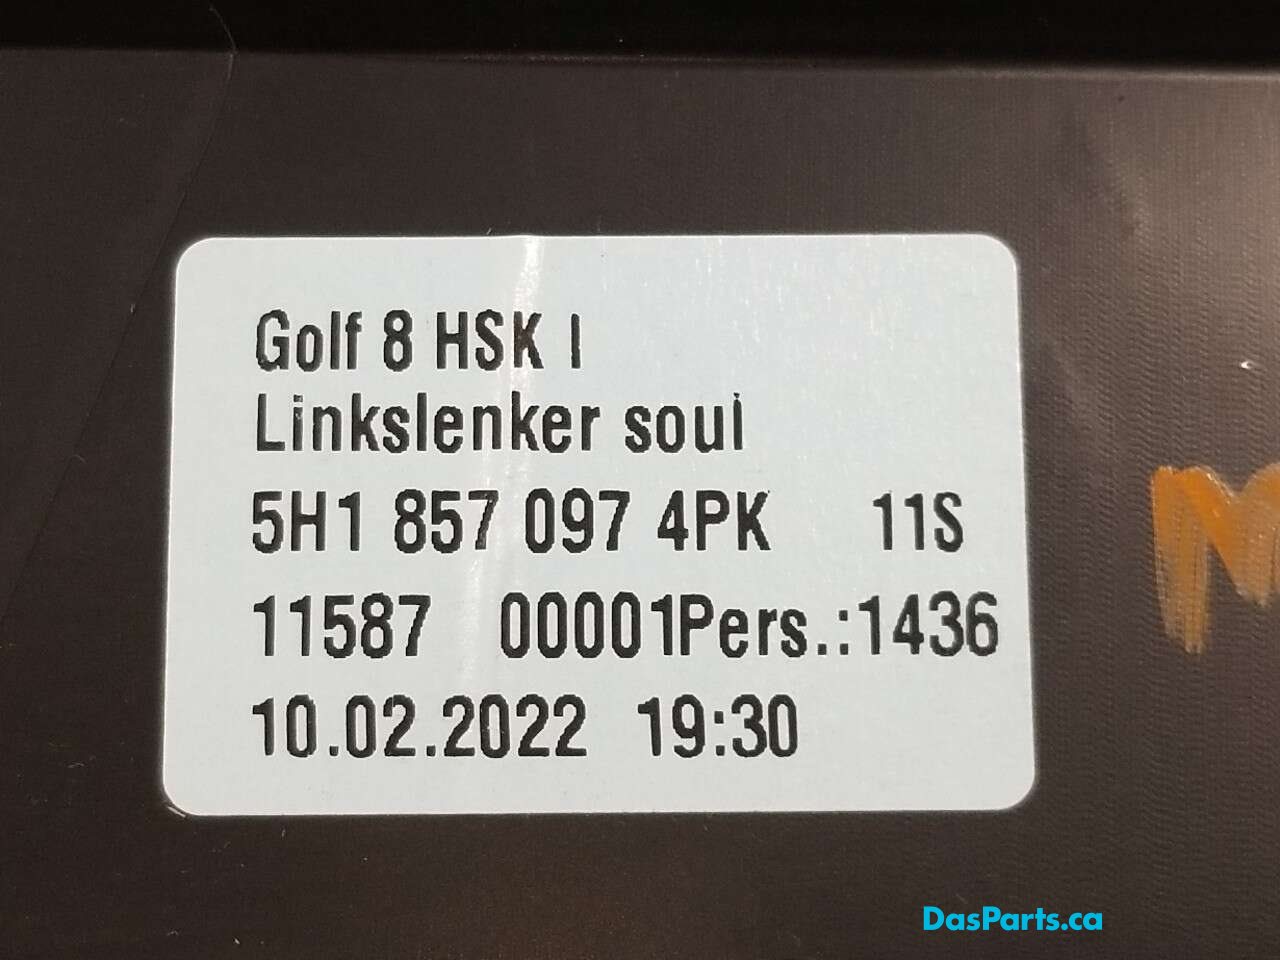 Golf 8 HSK I
Linkslenker soul
5H1 857 097 4PK 11S
11587 00001Pers.:1436
10.02.2022 19:30
DasParts.ca